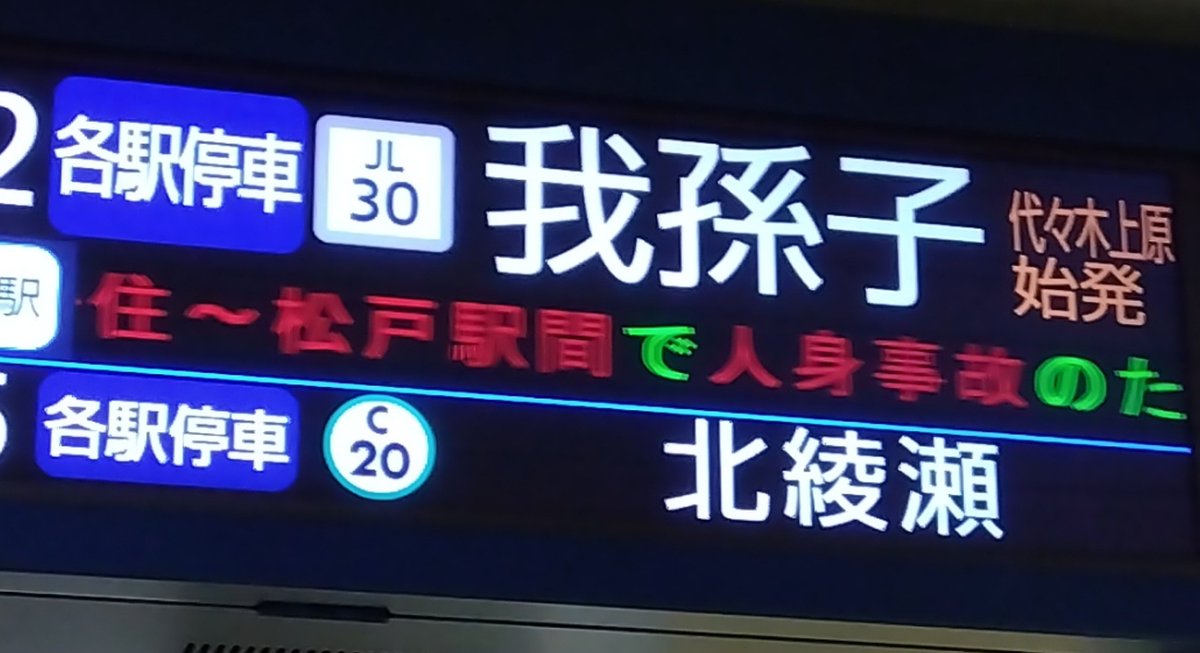 2 各駅停車 JL 30 我孫子 代々木上原 始発
駅 住～松戸駅間で人身事故のた
各駅停車 C 20 北綾瀬